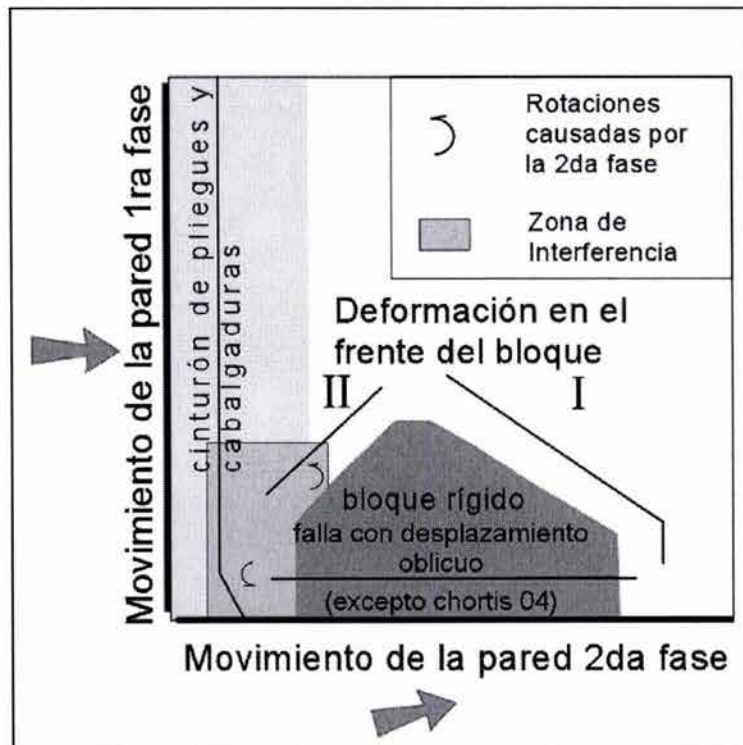 Movimiento de la pared 1ra fase
cinturón de pliegues y
cabalgaduras
Rotaciones
causadas por
la 2da fase
Zona de
Interferencia
Deformación en el
frente del bloque
II
I
bloque rígido
falla con desplazamiento
oblicuo
(excepto chortis 04)
Movimiento de la pared 2da fase